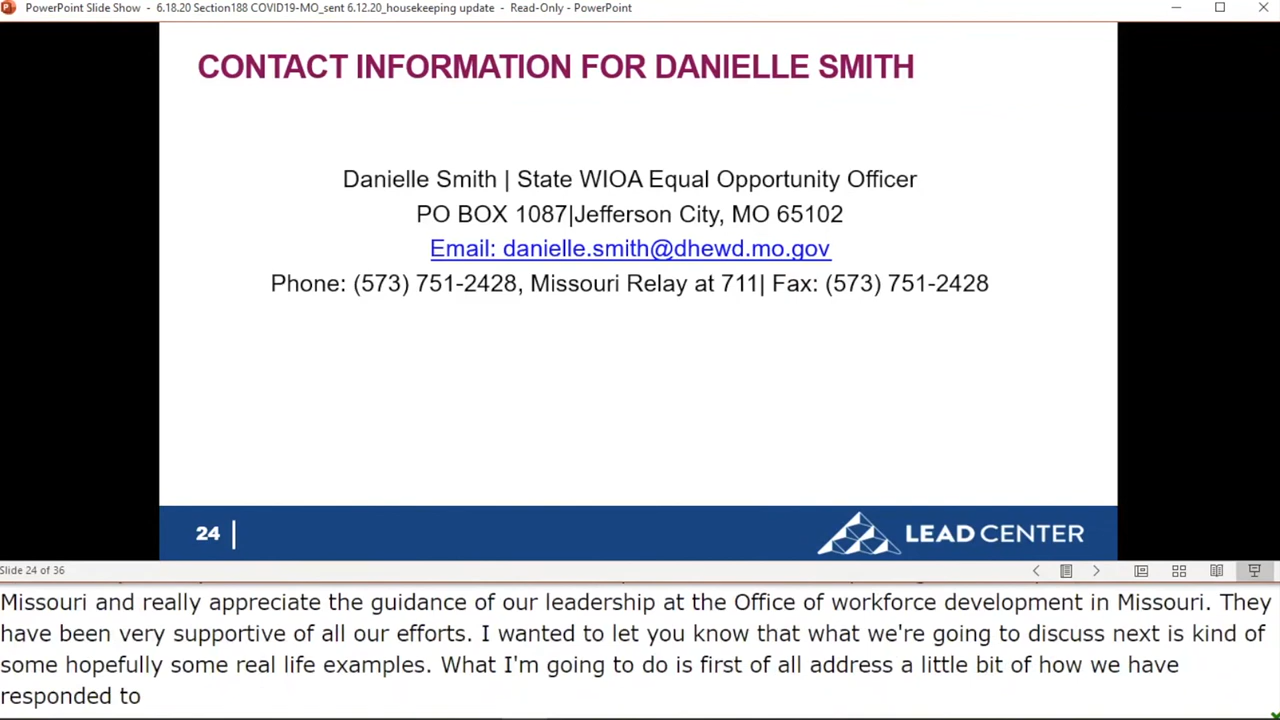 PowerPoint Slide Show - 6.18.20 Section188 COVID19-MO_sent 6.12.20_housekeeping update - Read-Only - PowerPoint
CONTACT INFORMATION FOR DANIELLE SMITH
Danielle Smith | State WIOA Equal Opportunity Officer
PO BOX 1087|Jefferson City, MO 65102
Email: danielle.smith@dhewd.mo.gov
Phone: (573) 751-2428, Missouri Relay at 711| Fax: (573) 751-2428
24
LEAD CENTER
Slide 24 of 36
Missouri and really appreciate the guidance of our leadership at the Office of workforce development in Missouri. They
have been very supportive of all our efforts. I wanted to let you know that what we're going to discuss next is kind of
some hopefully some real life examples. What I'm going to do is first of all address a little bit of how we have
responded to